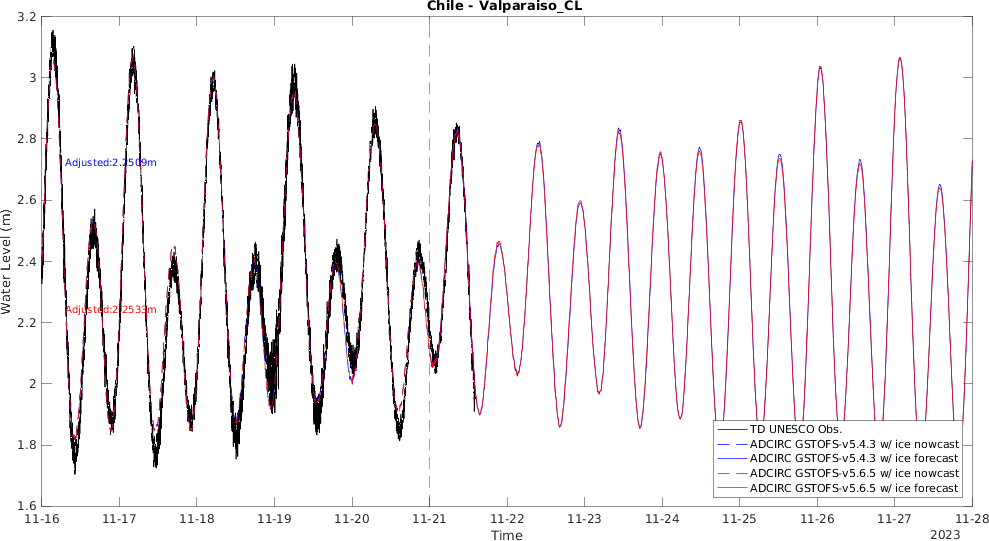 Chile - Valparaiso_CL
3.2
3
2.8
2.6
2.4
2.2
2
1.8
1.6
Water Level (m)
Adjusted:2.2509m
Adjusted:2.2533m
TD UNESCO Obs.
ADCIRC GSTOFS-v5.4.3 w/ ice nowcast
ADCIRC GSTOFS-v5.4.3 w/ ice forecast
ADCIRC GSTOFS-v5.6.5 w/ ice nowcast
ADCIRC GSTOFS-v5.6.5 w/ ice forecast
11-16 11-17 11-18 11-19 11-20 11-21 11-22 11-23 11-24 11-25 11-26 11-27 11-28
Time
2023